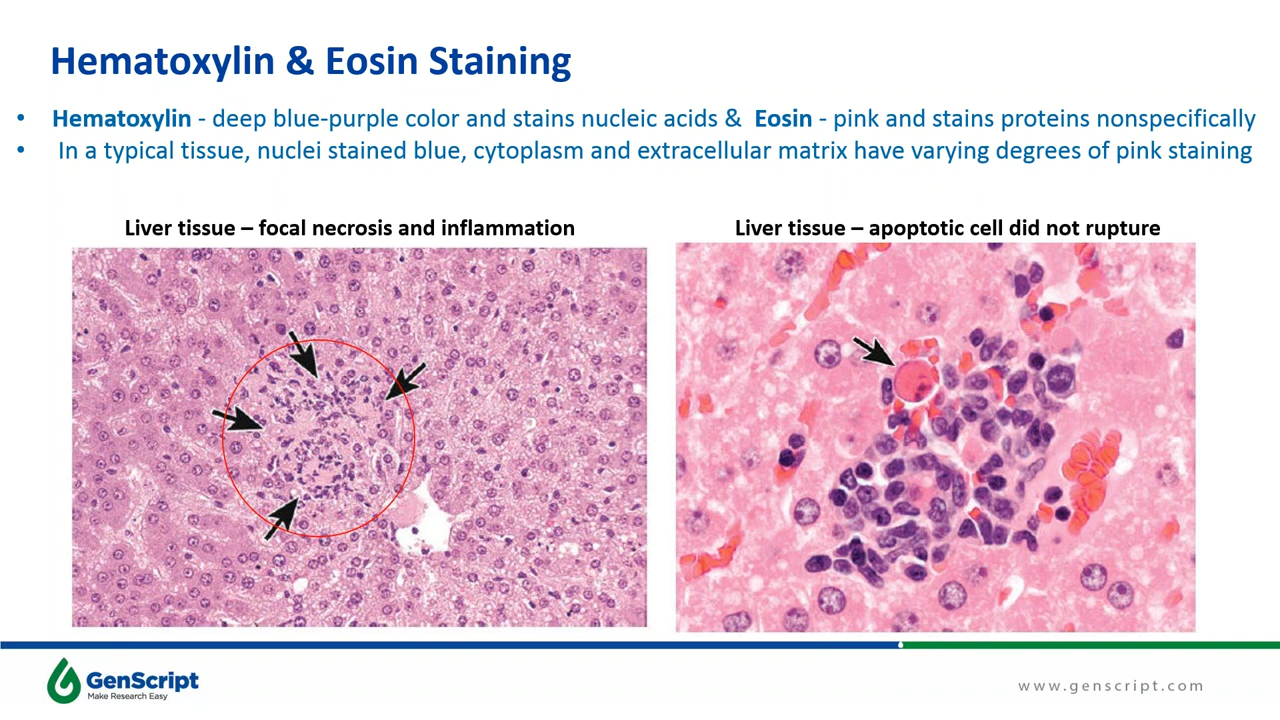 Hematoxylin & Eosin Staining
• Hematoxylin - deep blue-purple color and stains nucleic acids & Eosin - pink and stains proteins nonspecifically
• In a typical tissue, nuclei stained blue, cytoplasm and extracellular matrix have varying degrees of pink staining
Liver tissue – focal necrosis and inflammation
Liver tissue – apoptotic cell did not rupture
GenScript
Make Research Easy
www.genscript.com